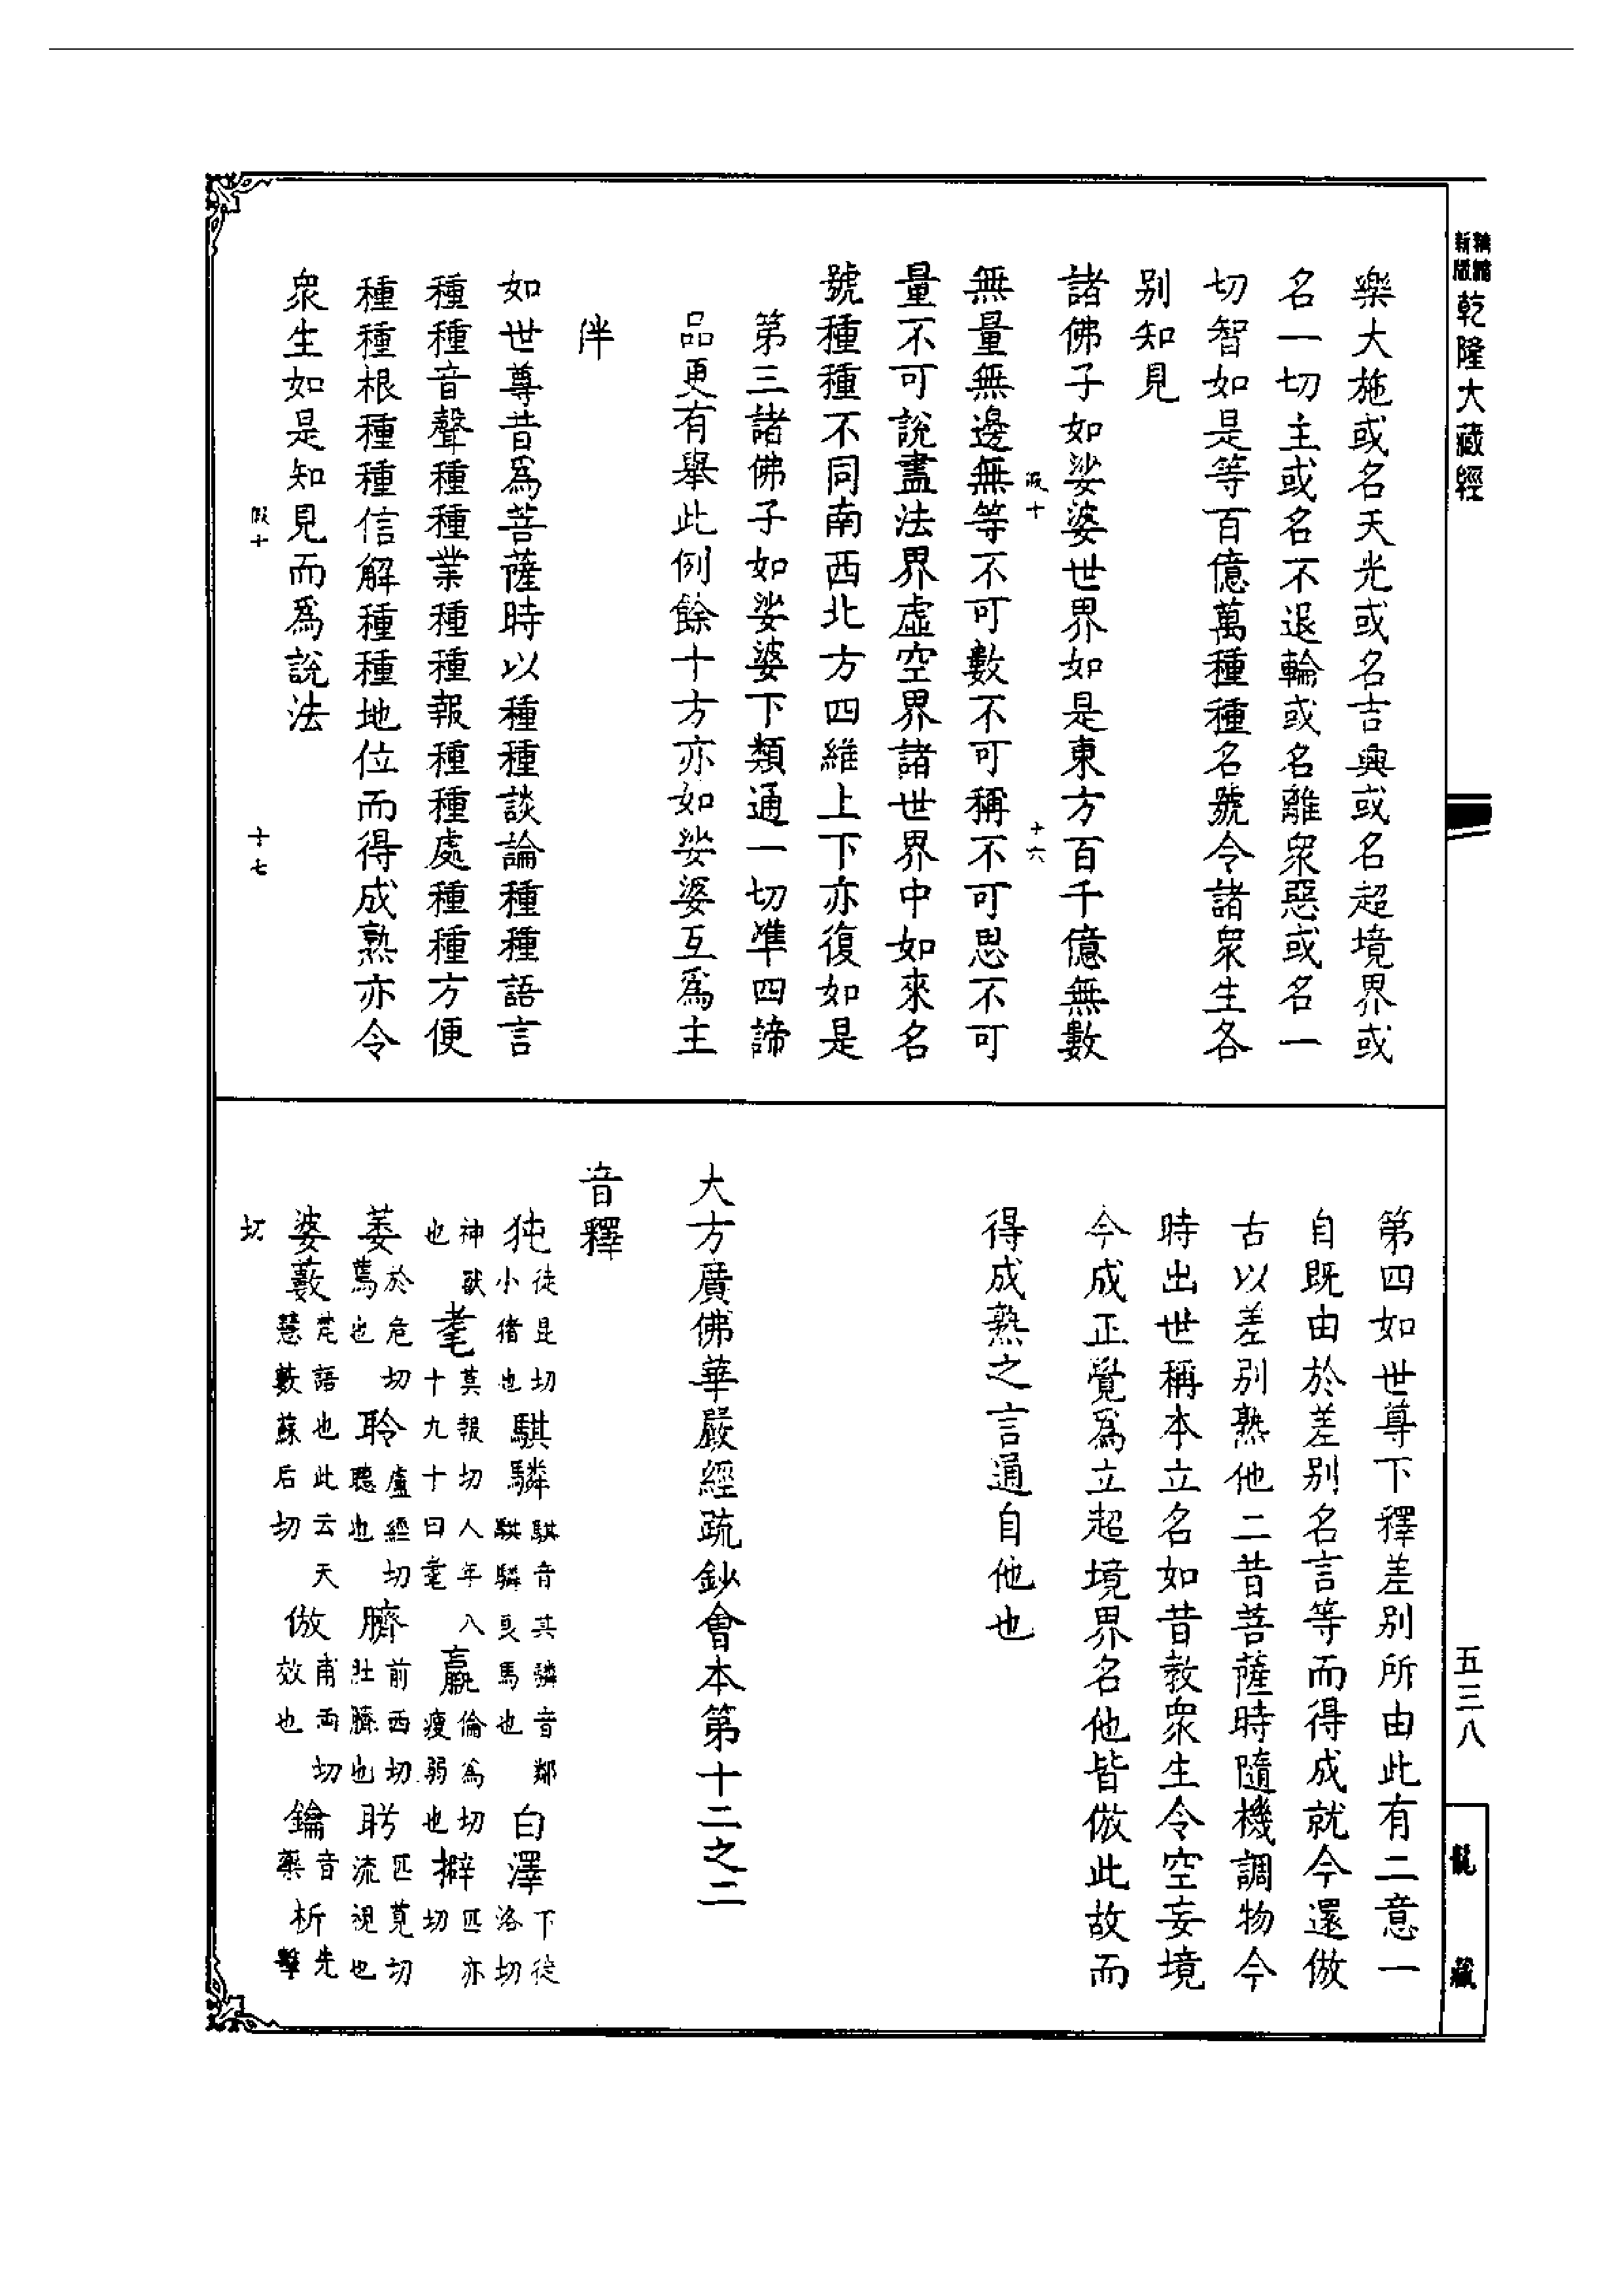 精縮新版乾隆大藏經
樂大施或名天光或名吉興或名超境界或
名一切主或名不退輪或名離眾惡或名一
切智如是等百億萬種種名號令諸眾生各
別知見
諸佛子如娑婆世界如是東方百千億無數
假十 十六
無量無邊無等不可數不可稱不可思不可
量不可說盡法界虛空界諸世界中如來名
號種種不同南西北方四維上下亦復如是
第三諸佛子如娑婆下類通一切準四諦
品更有舉此例餘十方亦如娑婆互為主
伴
如世尊昔為菩薩時以種種談論種種語言
種種音聲種種業種種報種種處種種方便
種種根種種信解種種地位而得成熟亦令
眾生如是知見而為說法
假十 十七
第四如世尊下釋差別所由此有二意一
自既由於差別名言等而得成就今還倣
古以差別熟他二昔菩薩時隨機調物今
時出世稱本立名如昔教眾生令空妄境
今成正覺為立超境界名他皆倣此故而
得成熟之言通自他也
大方廣佛華嚴經疏鈔會本第十二之二
音釋
㹠徒昆切小猪也 騏驎騏音其驎音鄰騏驎良馬也 白澤下徒洛切
神獸也 耄莫報切人年八十九十曰耄 羸倫為切瘦弱也 擗匹亦切
萎於危切蔫也 聆盧經切聽也 臍前西切肚臍也 盻匹莧切流視也
婆藪梵語也此云天慧藪蘇后切 倣甫兩切效也 鑰音藥 析先擊
切
五三八
龍藏